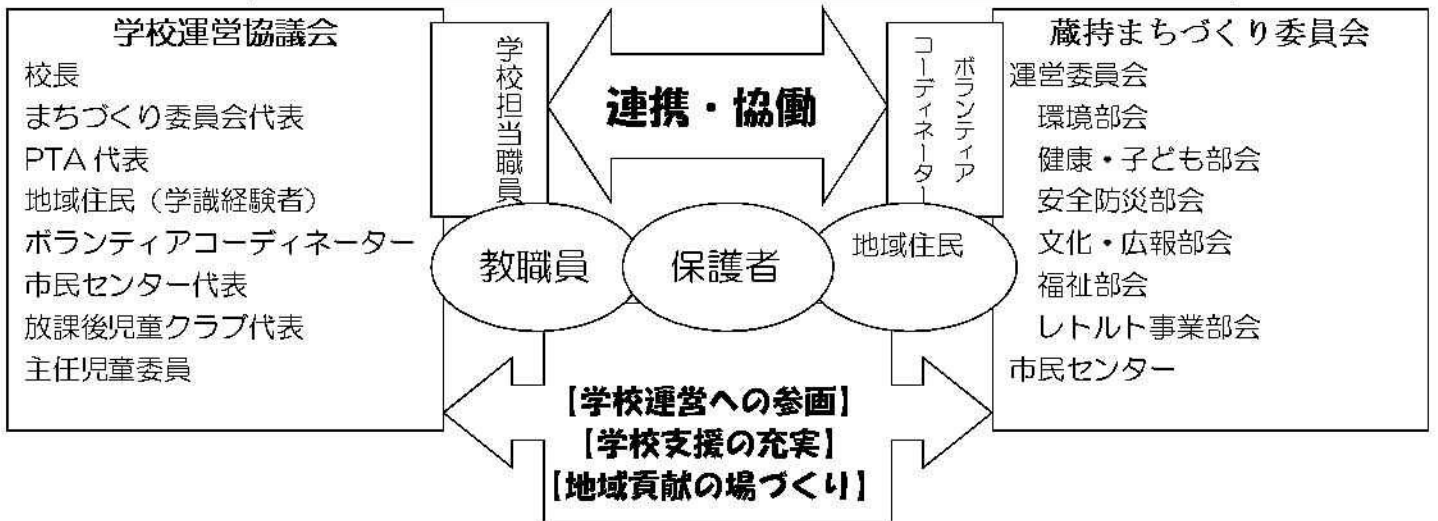 学校運営協議会
校長
まちづくり委員会代表
PTA代表
地域住民（学識経験者）
ボランティアコーディネーター
市民センター代表
放課後児童クラブ代表
主任児童委員
学校担当職員
連携・協働
ボランティア
コーディネーター
教職員
保護者
地域住民
【学校運営への参画】
【学校支援の充実】
【地域貢献の場づくり】
蔵持まちづくり委員会
運営委員会
環境部会
健康・子ども部会
安全防災部会
文化・広報部会
福祉部会
レトルト事業部会
市民センター